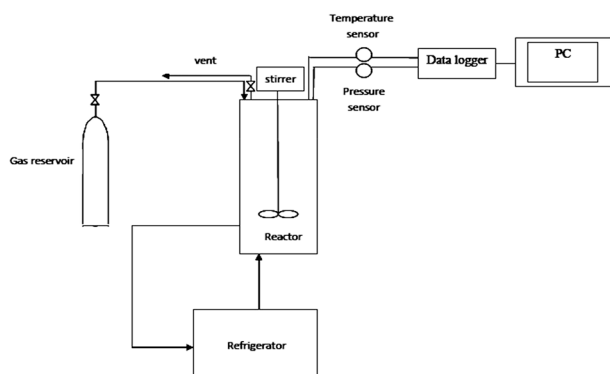 Temperature
sensor
vent
stirrer
Data logger
PC
Pressure
sensor
Gas reservoir
Reactor
Refrigerator